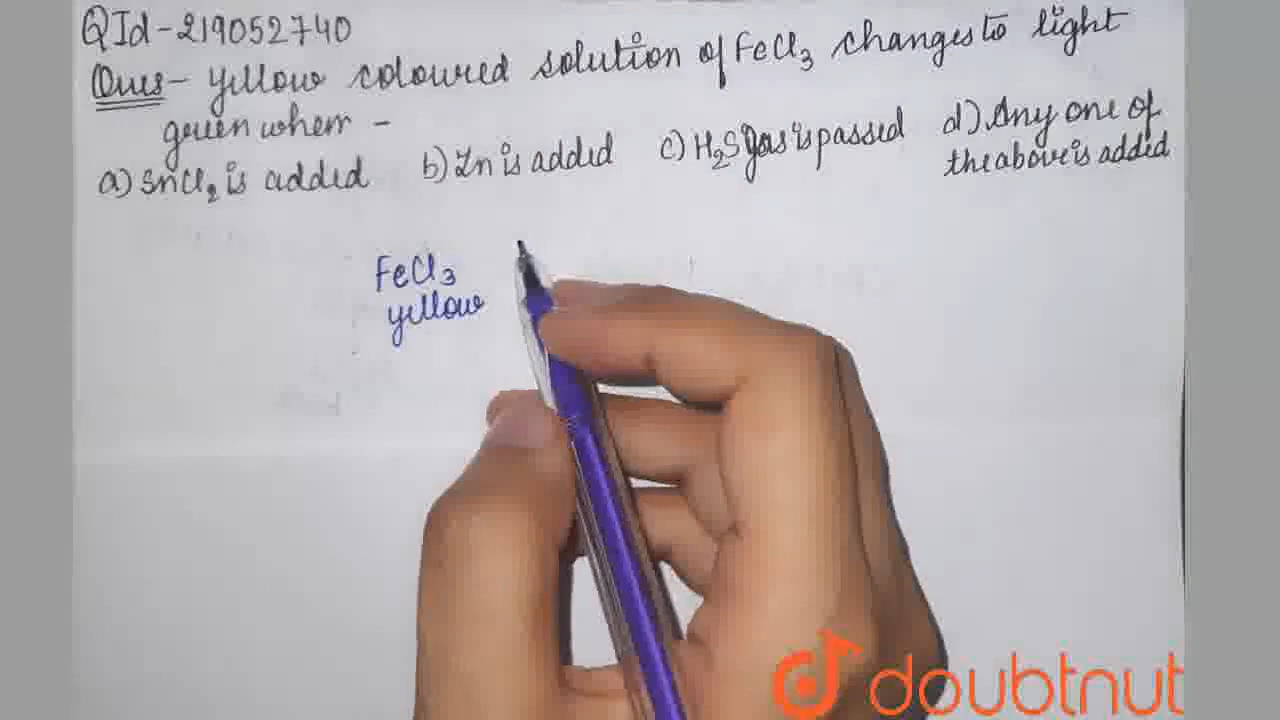 QId-219052740
Ques- yellow coloured solution of FeCl3 changes to light
green when -
a) SnCl2 is added b) Zn is added c) H2S gas is passed d) Any one of
the above is added
FeCl3
yellow
doubtnut